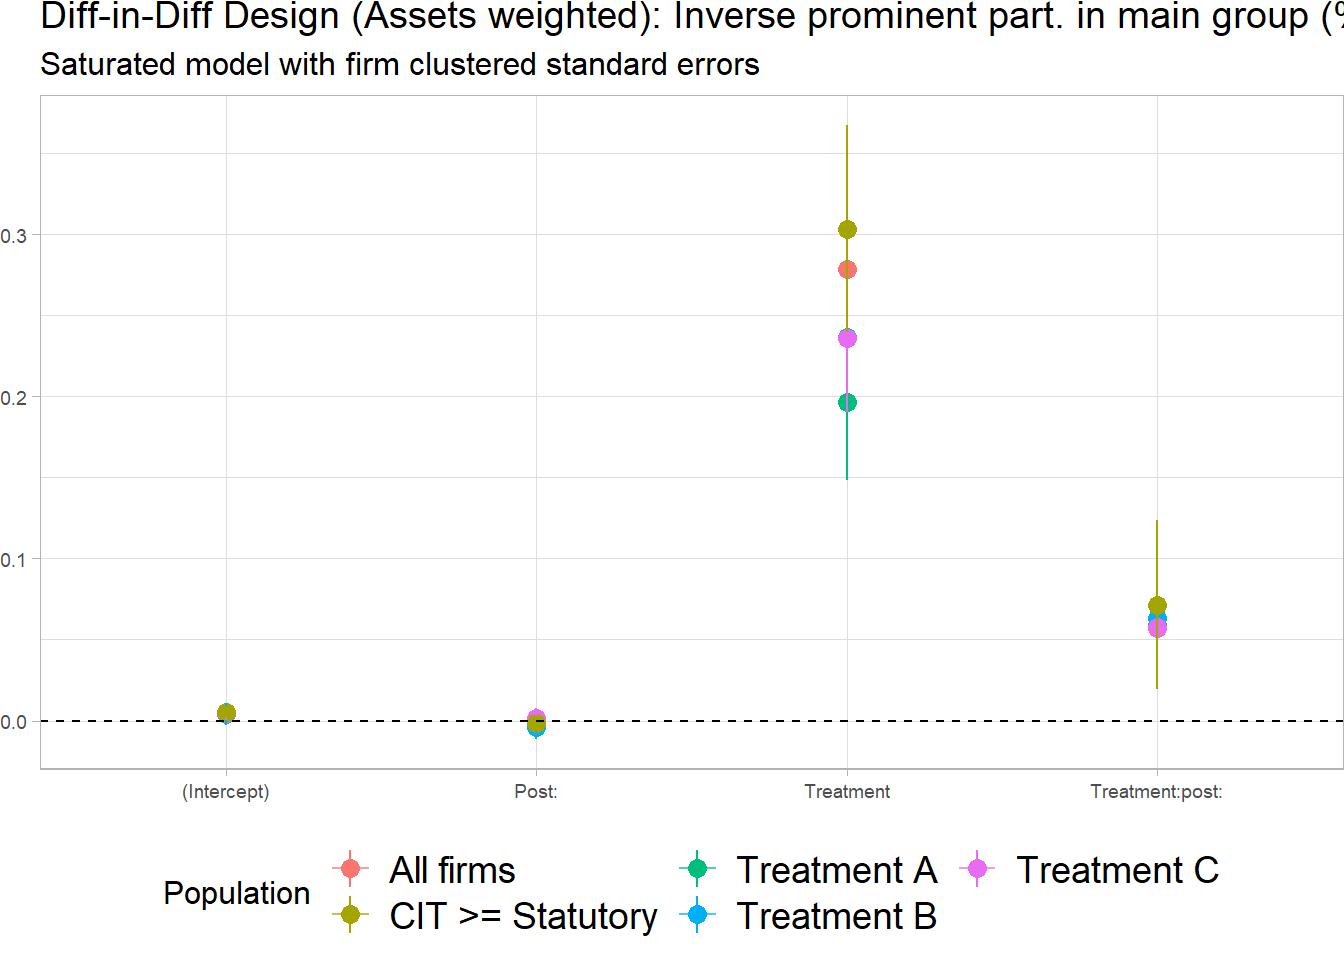 Diff-in-Diff Design (Assets weighted): Inverse prominent part. in main group (%
Saturated model with firm clustered standard errors
0.3
0.2
0.1
0.0
(Intercept) Post: Treatment Treatment:post:
Population
All firms Treatment A Treatment C
CIT >= Statutory Treatment B